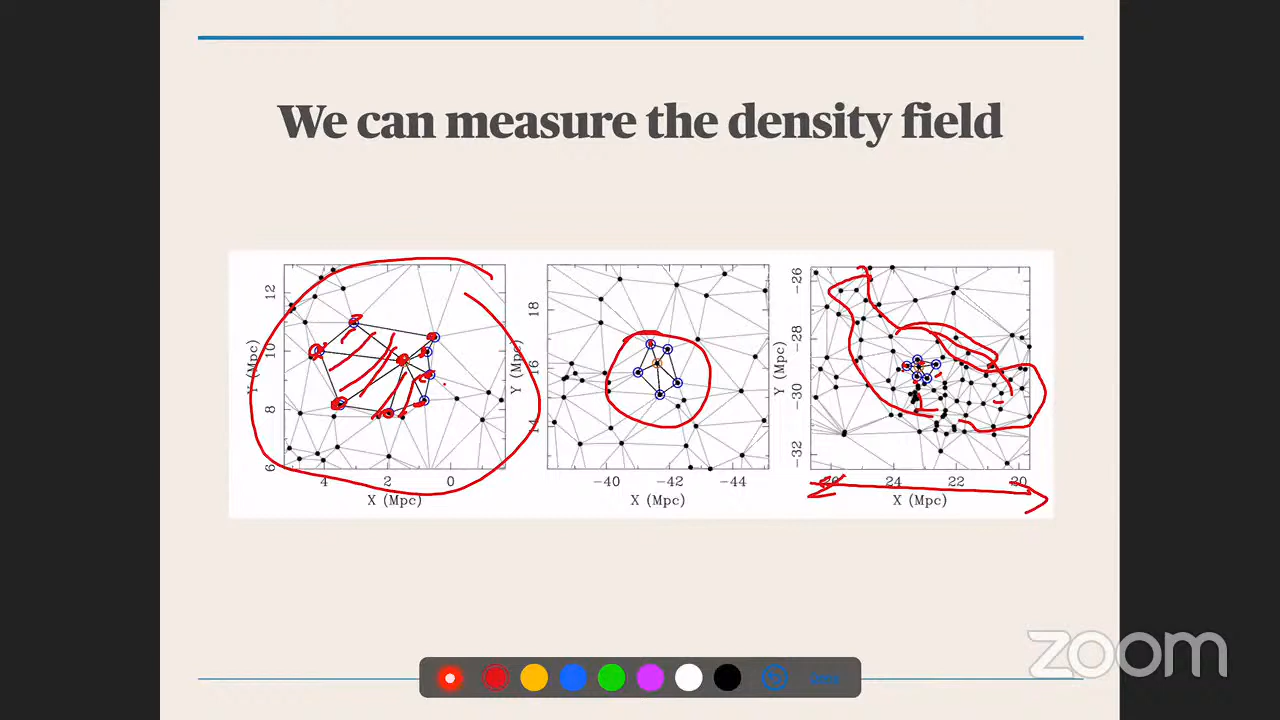 We can measure the density field
12
10
8
6
4
2
0
X (Mpc)
Y (Mpc)
18
16
14
-40
-42
-44
X (Mpc)
Y (Mpc)
-26
-28
-30
-32
24
22
20
X (Mpc)
zoom